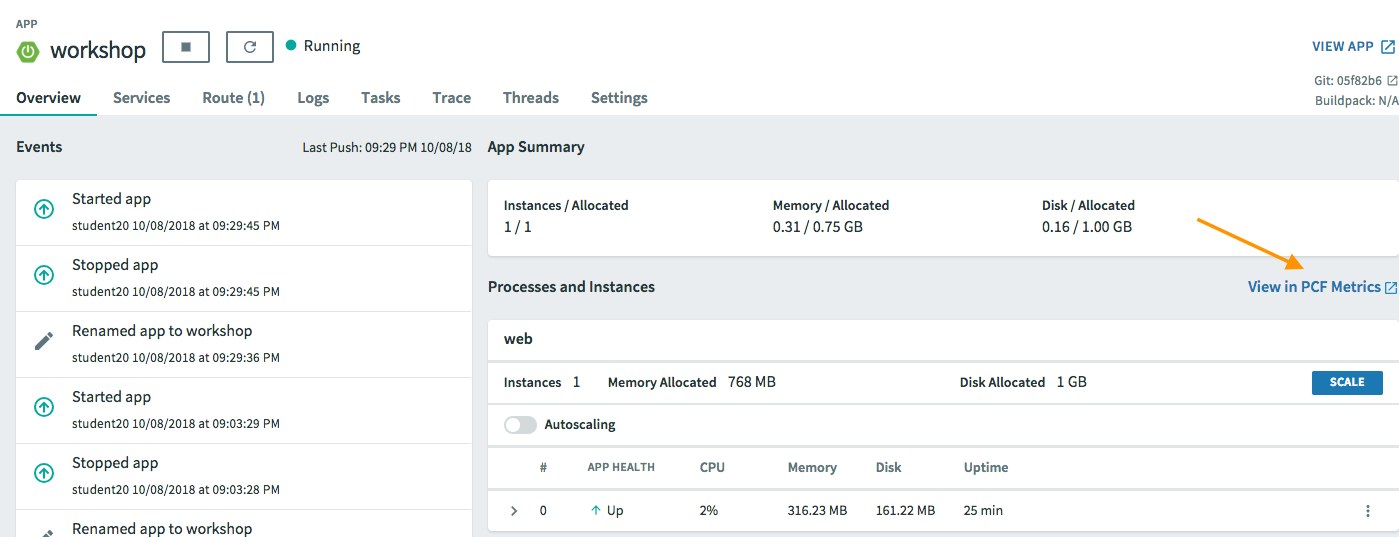 APP
workshop
Running
VIEW APP
Git: 05f82b6
Buildpack: N/A
Overview Services Route (1) Logs Tasks Trace Threads Settings
Events
Last Push: 09:29 PM 10/08/18
Started app
student20 10/08/2018 at 09:29:45 PM
Stopped app
student20 10/08/2018 at 09:29:45 PM
Renamed app to workshop
student20 10/08/2018 at 09:29:36 PM
Started app
student20 10/08/2018 at 09:03:29 PM
Stopped app
student20 10/08/2018 at 09:03:28 PM
Renamed app to workshop
App Summary
Instances / Allocated Memory / Allocated Disk / Allocated
1 / 1 0.31 / 0.75 GB 0.16 / 1.00 GB
Processes and Instances
View in PCF Metrics
web
Instances 1 Memory Allocated 768 MB Disk Allocated 1 GB SCALE
Autoscaling
# APP HEALTH CPU Memory Disk Uptime
0 Up 2% 316.23 MB 161.22 MB 25 min